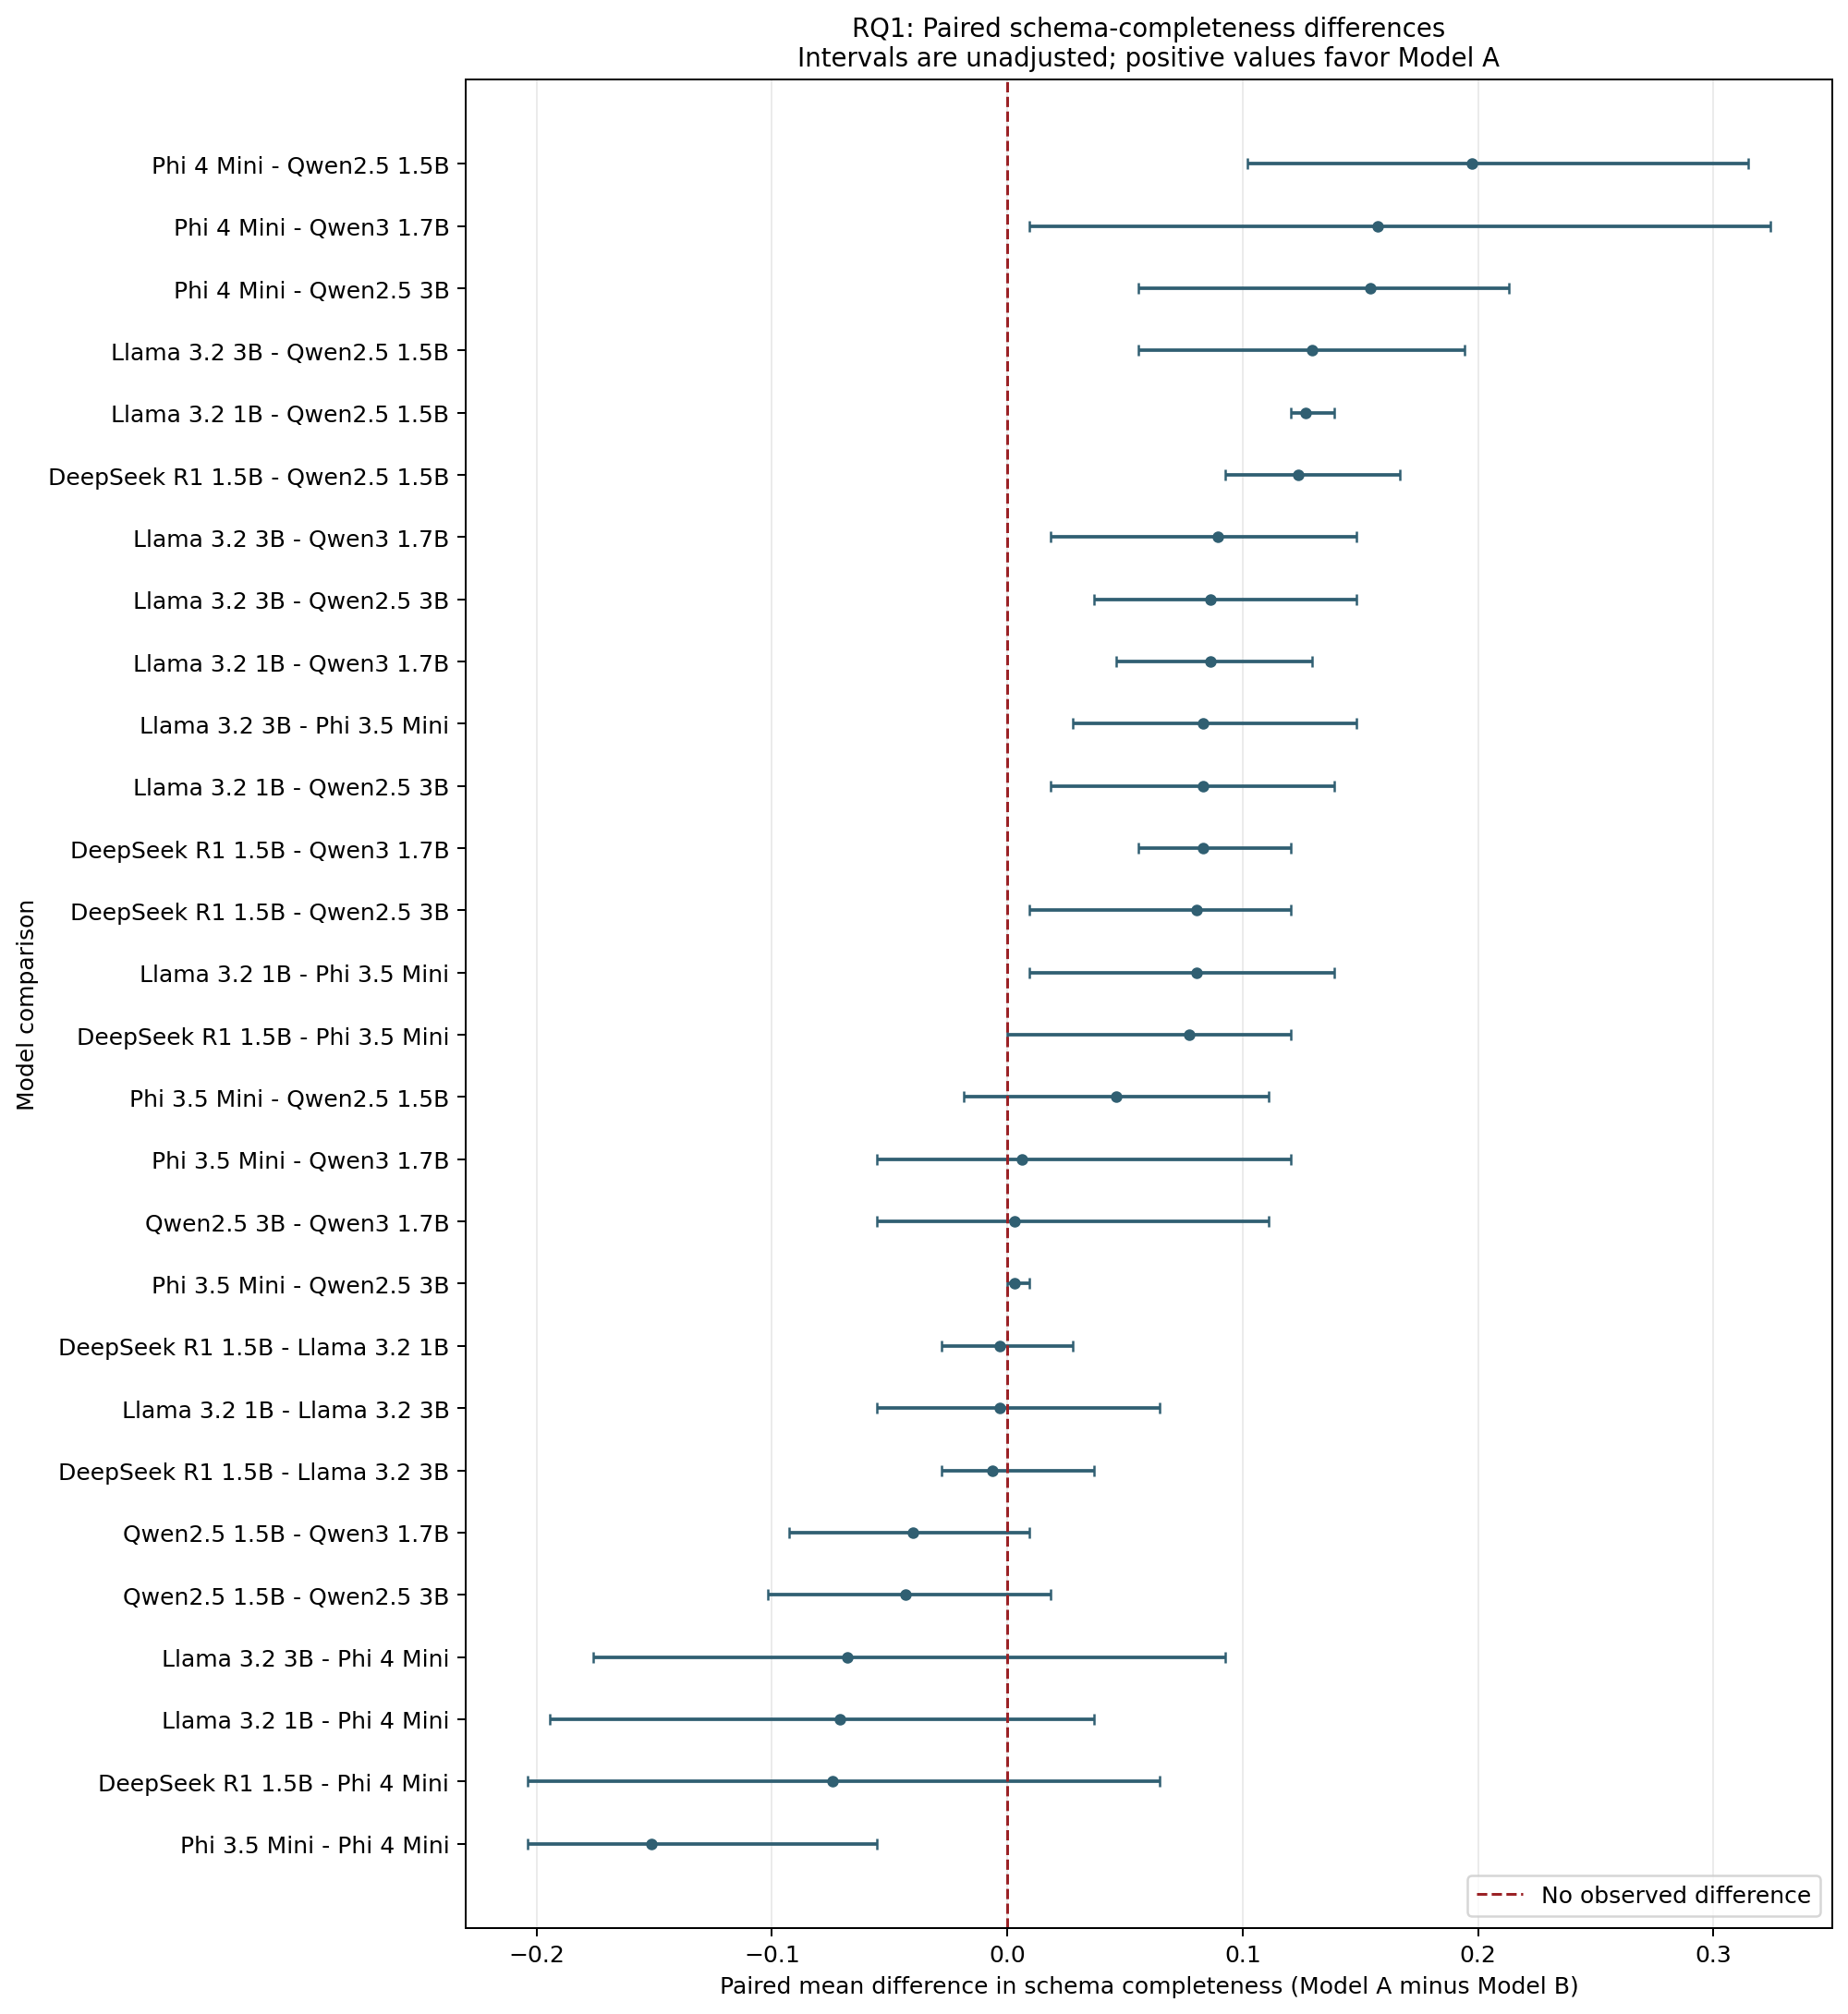 RQ1: Paired schema-completeness differences
Intervals are unadjusted; positive values favor Model A
Model comparison
Phi 4 Mini - Qwen2.5 1.5B
Phi 4 Mini - Qwen3 1.7B
Phi 4 Mini - Qwen2.5 3B
Llama 3.2 3B - Qwen2.5 1.5B
Llama 3.2 1B - Qwen2.5 1.5B
DeepSeek R1 1.5B - Qwen2.5 1.5B
Llama 3.2 3B - Qwen3 1.7B
Llama 3.2 3B - Qwen2.5 3B
Llama 3.2 1B - Qwen3 1.7B
Llama 3.2 3B - Phi 3.5 Mini
Llama 3.2 1B - Qwen2.5 3B
DeepSeek R1 1.5B - Qwen3 1.7B
DeepSeek R1 1.5B - Qwen2.5 3B
Llama 3.2 1B - Phi 3.5 Mini
DeepSeek R1 1.5B - Phi 3.5 Mini
Phi 3.5 Mini - Qwen2.5 1.5B
Phi 3.5 Mini - Qwen3 1.7B
Qwen2.5 3B - Qwen3 1.7B
Phi 3.5 Mini - Qwen2.5 3B
DeepSeek R1 1.5B - Llama 3.2 1B
Llama 3.2 1B - Llama 3.2 3B
DeepSeek R1 1.5B - Llama 3.2 3B
Qwen2.5 1.5B - Qwen3 1.7B
Qwen2.5 1.5B - Qwen2.5 3B
Llama 3.2 3B - Phi 4 Mini
Llama 3.2 1B - Phi 4 Mini
DeepSeek R1 1.5B - Phi 4 Mini
Phi 3.5 Mini - Phi 4 Mini
No observed difference
−0.2 −0.1 0.0 0.1 0.2 0.3
Paired mean difference in schema completeness (Model A minus Model B)